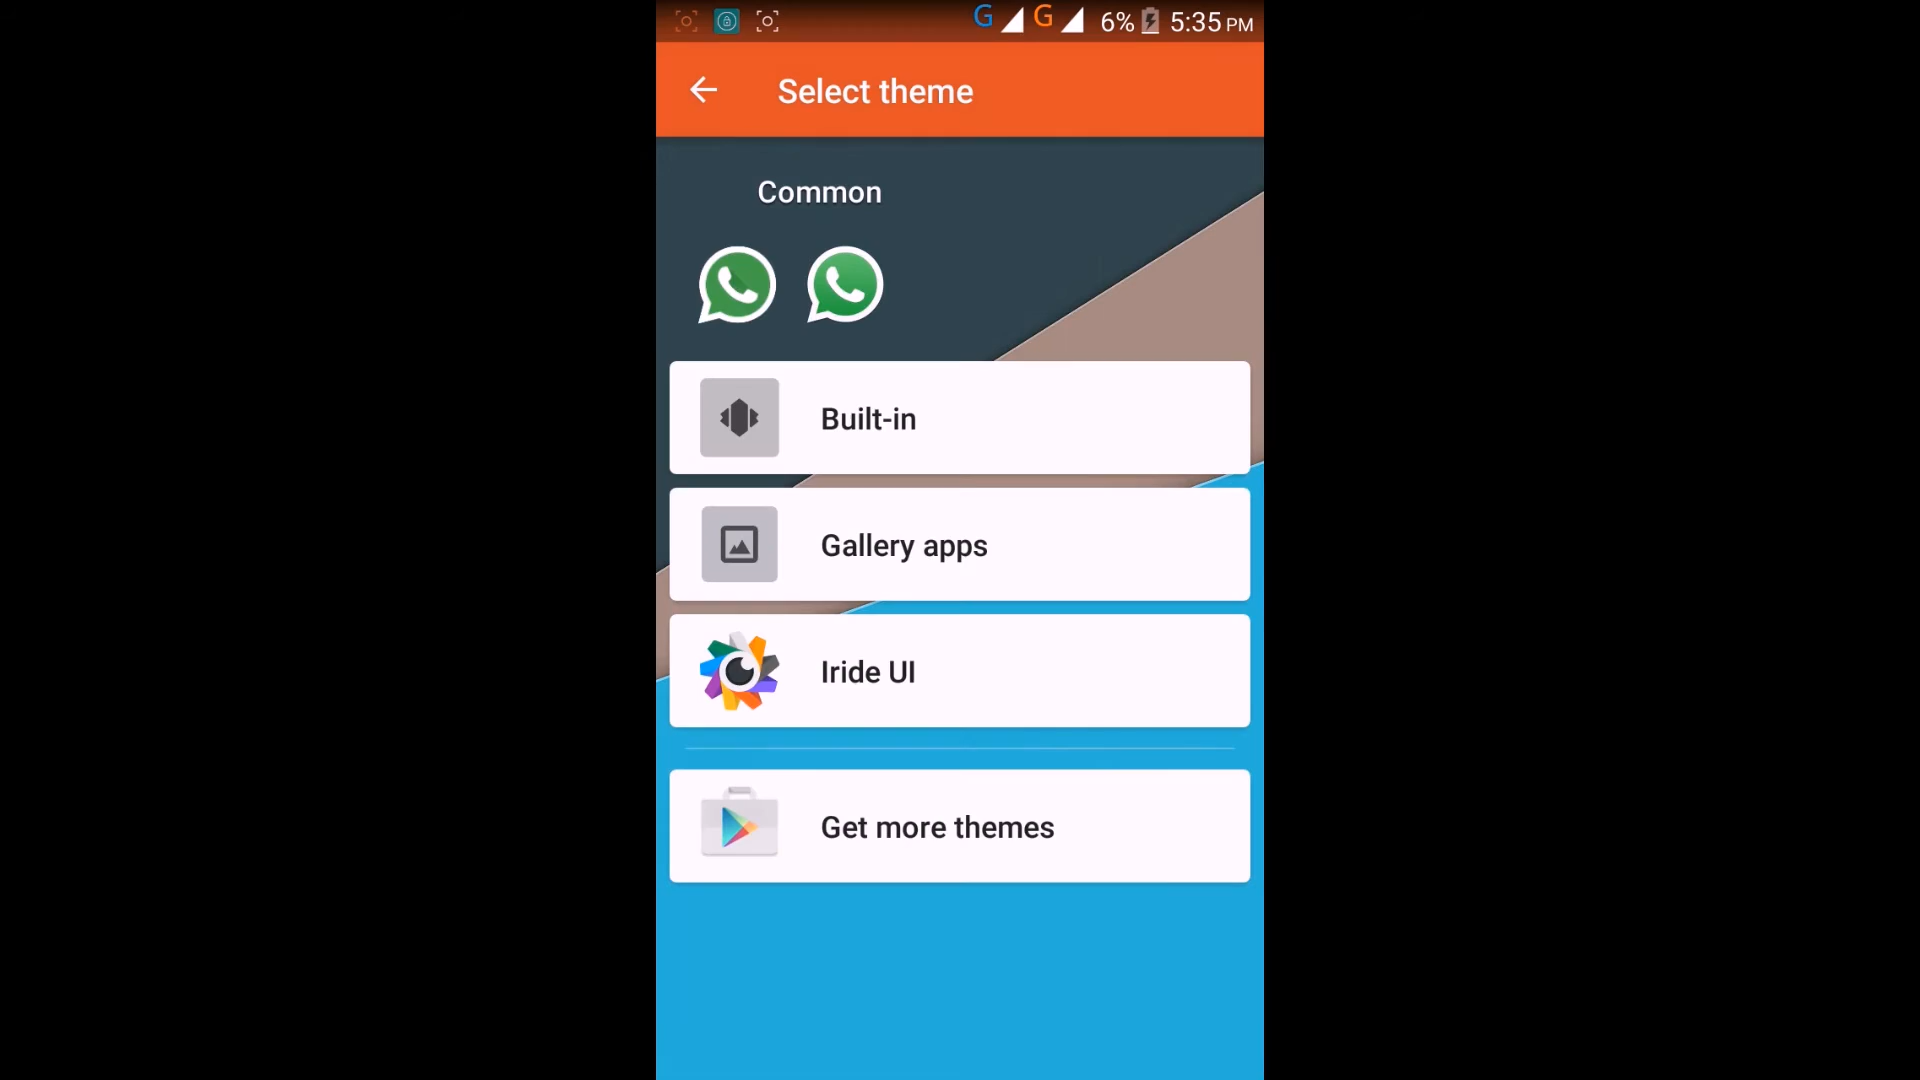 G G 6% 5:35 PM
Select theme
Common
Built-in
Gallery apps
Iride UI
Get more themes